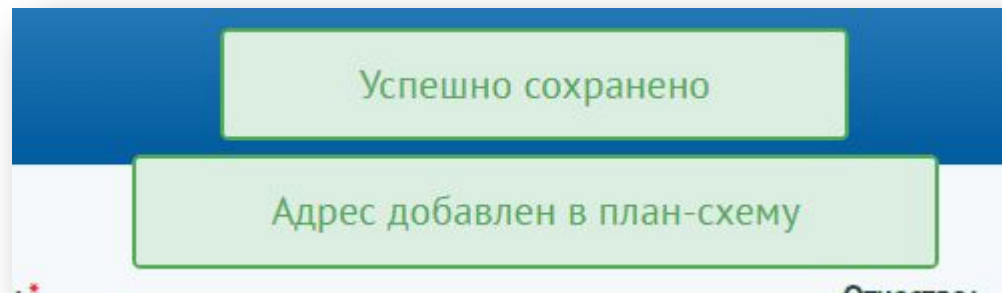 Успешно сохранено
Адрес добавлен в план-схему